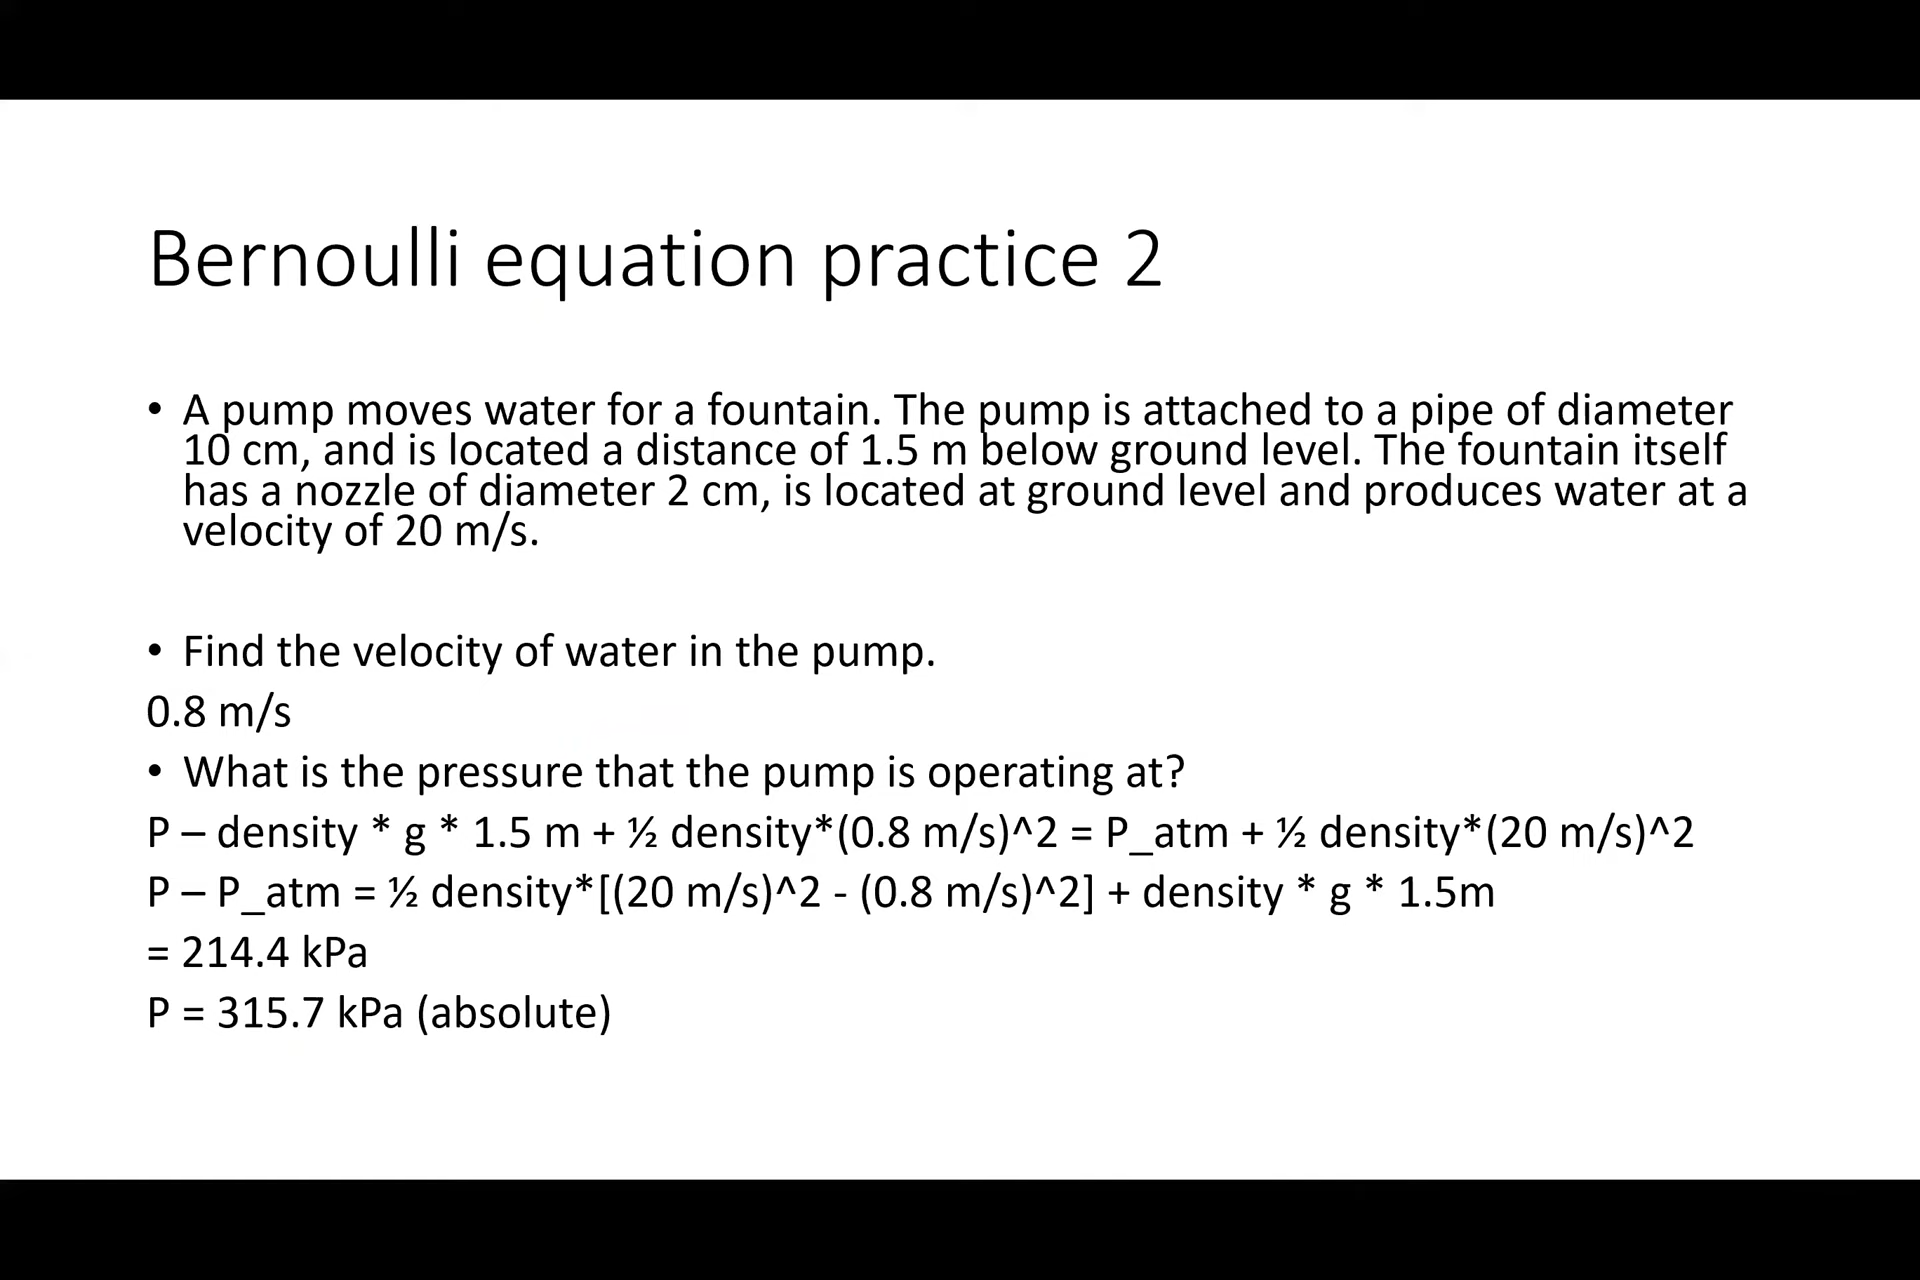 Bernoulli equation practice 2
• A pump moves water for a fountain. The pump is attached to a pipe of diameter
10 cm, and is located a distance of 1.5 m below ground level. The fountain itself
has a nozzle of diameter 2 cm, is located at ground level and produces water at a
velocity of 20 m/s.
• Find the velocity of water in the pump.
0.8 m/s
• What is the pressure that the pump is operating at?
P – density * g * 1.5 m + ½ density*(0.8 m/s)^2 = P_atm + ½ density*(20 m/s)^2
P – P_atm = ½ density*[(20 m/s)^2 - (0.8 m/s)^2] + density * g * 1.5m
= 214.4 kPa
P = 315.7 kPa (absolute)